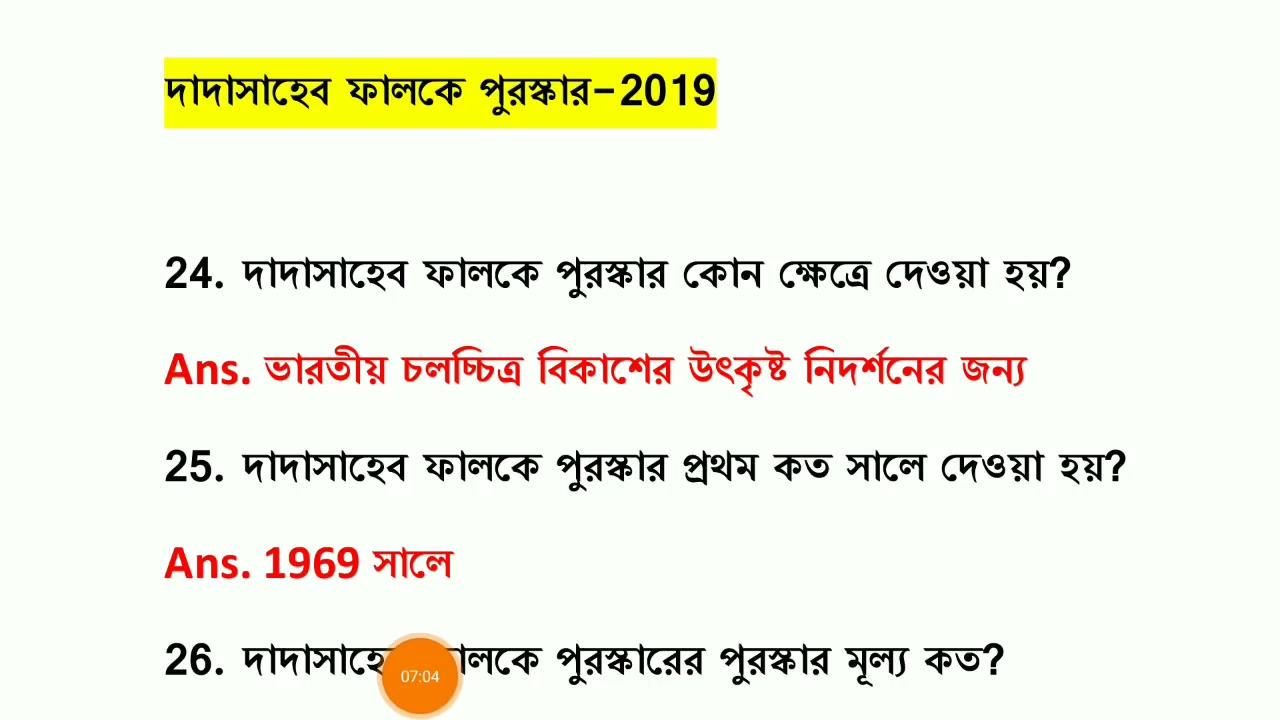 দাদাসাহেব ফালকে পুরস্কার-2019
24. দাদাসাহেব ফালকে পুরস্কার কোন ক্ষেত্রে দেওয়া হয়?
Ans. ভারতীয় চলচ্চিত্র বিকাশের উৎকৃষ্ট নিদর্শনের জন্য
25. দাদাসাহেব ফালকে পুরস্কার প্রথম কত সালে দেওয়া হয়?
Ans. 1969 সালে
26. পুরস্কারের পুরস্কার মূল্য কত?
07:04